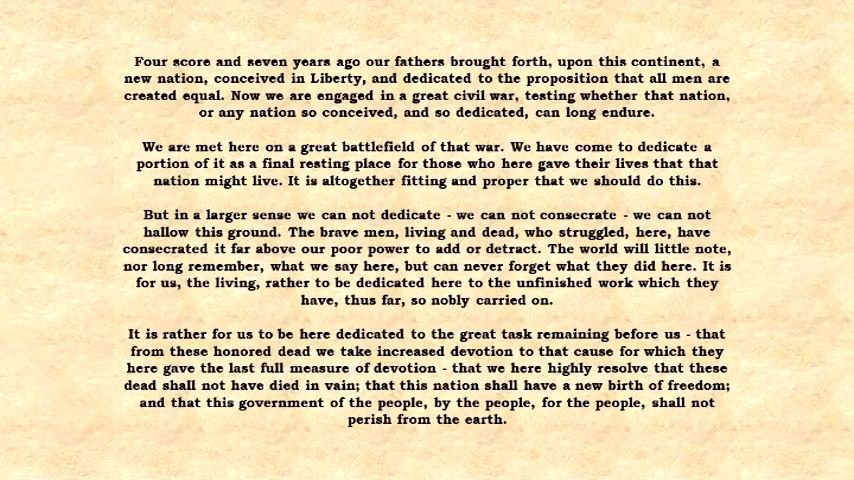 Four score and seven years ago our fathers brought forth, upon this continent, a
new nation, conceived in Liberty, and dedicated to the proposition that all men are
created equal. Now we are engaged in a great civil war, testing whether that nation,
or any nation so conceived, and so dedicated, can long endure.
We are met here on a great battlefield of that war. We have come to dedicate a
portion of it as a final resting place for those who here gave their lives that that
nation might live. It is altogether fitting and proper that we should do this.
But in a larger sense we can not dedicate - we can not consecrate - we can not
hallow this ground. The brave men, living and dead, who struggled, here, have
consecrated it far above our poor power to add or detract. The world will little note,
nor long remember, what we say here, but can never forget what they did here. It is
for us, the living, rather to be dedicated here to the unfinished work which they
have, thus far, so nobly carried on.
It is rather for us to be here dedicated to the great task remaining before us - that
from these honored dead we take increased devotion to that cause for which they
here gave the last full measure of devotion - that we here highly resolve that these
dead shall not have died in vain; that this nation shall have a new birth of freedom;
and that this government of the people, by the people, for the people, shall not
perish from the earth.